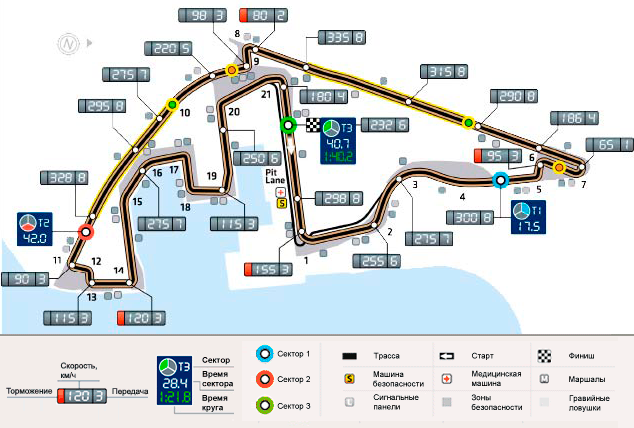 98 3
80 2
8
335 8
220 5
9
315 8
275 7
21
290 8
180 4
295 8
10
186 4
20
T3
40.7
1:40.2
232 6
65 1
95 3
6
7
250 6
Pit
Lane
19
17
16
328 8
3
4
5
298 8
300 8
T1
17.5
18
15
275 7
115 3
T2
42.0
2
275 7
1
255 6
155 3
11
12
90 3
14
13
115 3
120 3
Скорость,
км/ч
Торможение
120 3
Передача
T3
28.4
1:21.8
Сектор
Время
сектора
Время
круга
Сектор 1
Трасса
Старт
Финиш
Сектор 2
S
Машина
безопасности
Медицинская
машина
M
Маршалы
Сектор 3
Сигнальные
панели
Зоны
безопасности
Гравийные
ловушки